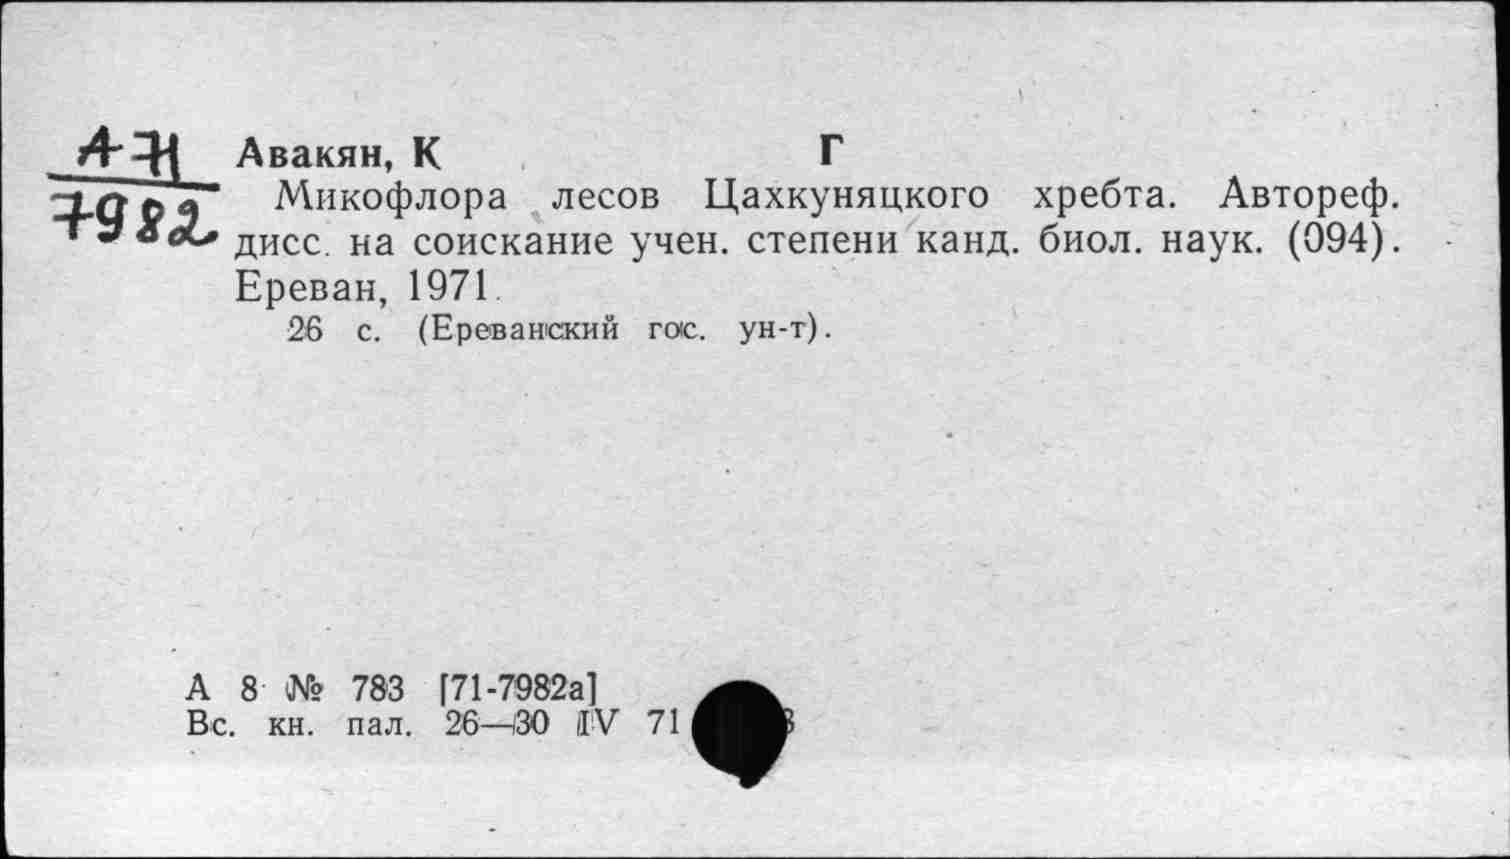 А-71
7982
Авакян, К Г
Микофлора лесов Цахкуняцкого хребта. Автореф.
дисс. на соискание учен. степени канд. биол. наук. (094).
Ереван, 1971.
26 с. (Ереванский гос. ун-т).
А 8 № 783 [71-7982а]
Вс. кн. пал. 26—30 IV 71